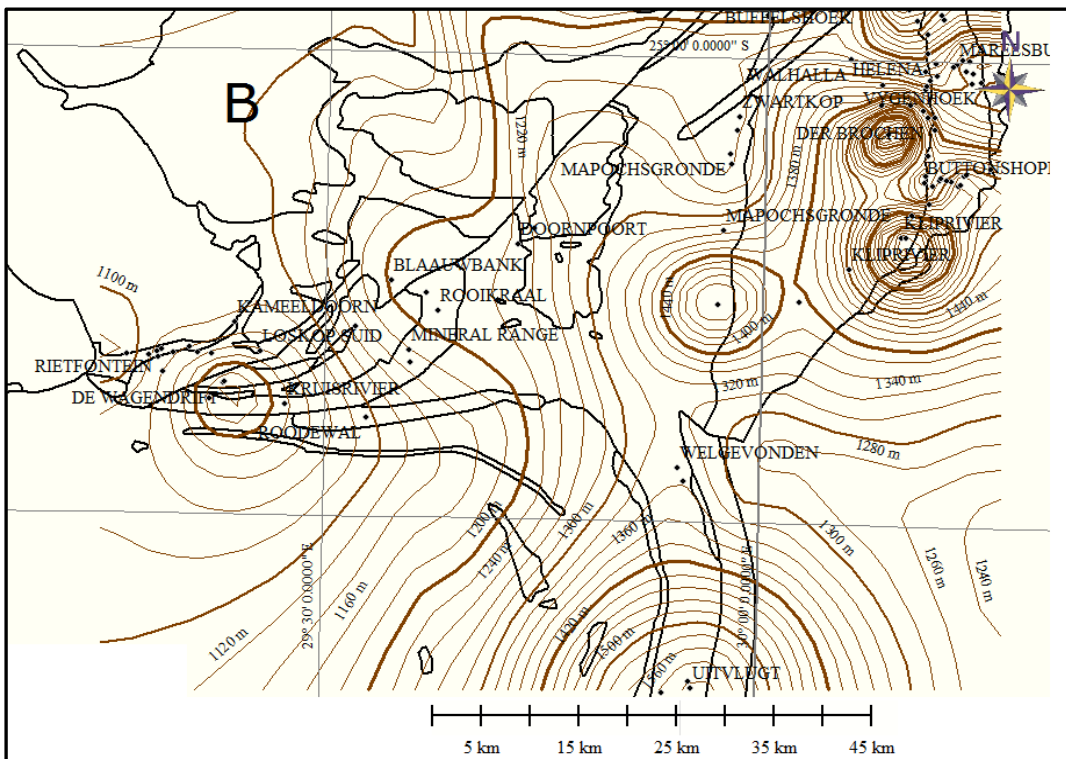 BUFFELSHOEK
25°00' 0.0000" S
N
MARELSBU
WALHALLA
HELENA
B
ZWARTKOP
VYGENHOEK
1220 m
DER BROCHEN
MAPOCHSGRONDE
1380 m
BUTTONSHOPE
MAPOCHSGRONDE
KLIPRIVIER
DOORNPOORT
KLIPRIVIER
BLAAUWBANK
1100 m
ROOIKRAAL
1440 m
KAMEELDOORN
1400 m
LOSKOP SUID
MINERAL RANGE
RIETFONTEIN
320 m
1340 m
DE WAGENDRIFT
KRUISRIVIER
ROODEWAL
1280 m
WELGEVONDEN
1200 m
1300 m
1360 m
1300 m
1240 m
1260 m
1240 m
29° 30' 0.0000" E
1160 m
30° 00' 0.0000" E
1120 m
1420 m
1500 m
1560 m
UITVLUGT
5 km 15 km 25 km 35 km 45 km